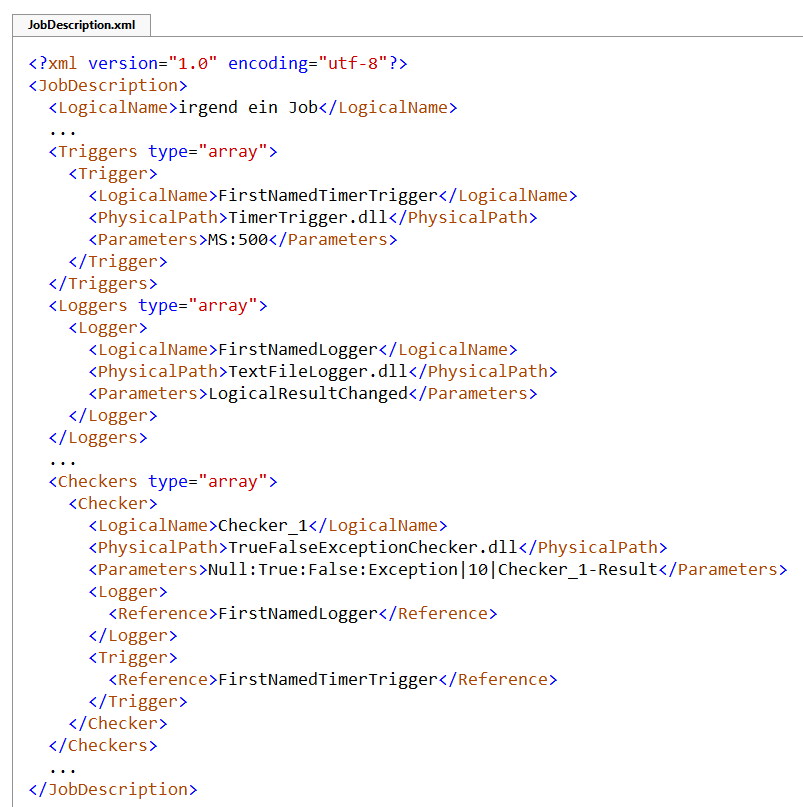 JobDescription.xml
<?xml version="1.0" encoding="utf-8"?>
<JobDescription>
  <LogicalName>irgend ein Job</LogicalName>
  ...
  <Triggers type="array">
    <Trigger>
      <LogicalName>FirstNamedTimerTrigger</LogicalName>
      <PhysicalPath>TimerTrigger.dll</PhysicalPath>
      <Parameters>MS:500</Parameters>
    </Trigger>
  </Triggers>
  <Loggers type="array">
    <Logger>
      <LogicalName>FirstNamedLogger</LogicalName>
      <PhysicalPath>TextFileLogger.dll</PhysicalPath>
      <Parameters>LogicalResultChanged</Parameters>
    </Logger>
  </Loggers>
  ...
  <Checkers type="array">
    <Checker>
      <LogicalName>Checker_1</LogicalName>
      <PhysicalPath>TrueFalseExceptionChecker.dll</PhysicalPath>
      <Parameters>Null:True:False:Exception|10|Checker_1-Result</Parameters>
      <Logger>
        <Reference>FirstNamedLogger</Reference>
      </Logger>
      <Trigger>
        <Reference>FirstNamedTimerTrigger</Reference>
      </Trigger>
    </Checker>
  </Checkers>
  ...
</JobDescription>